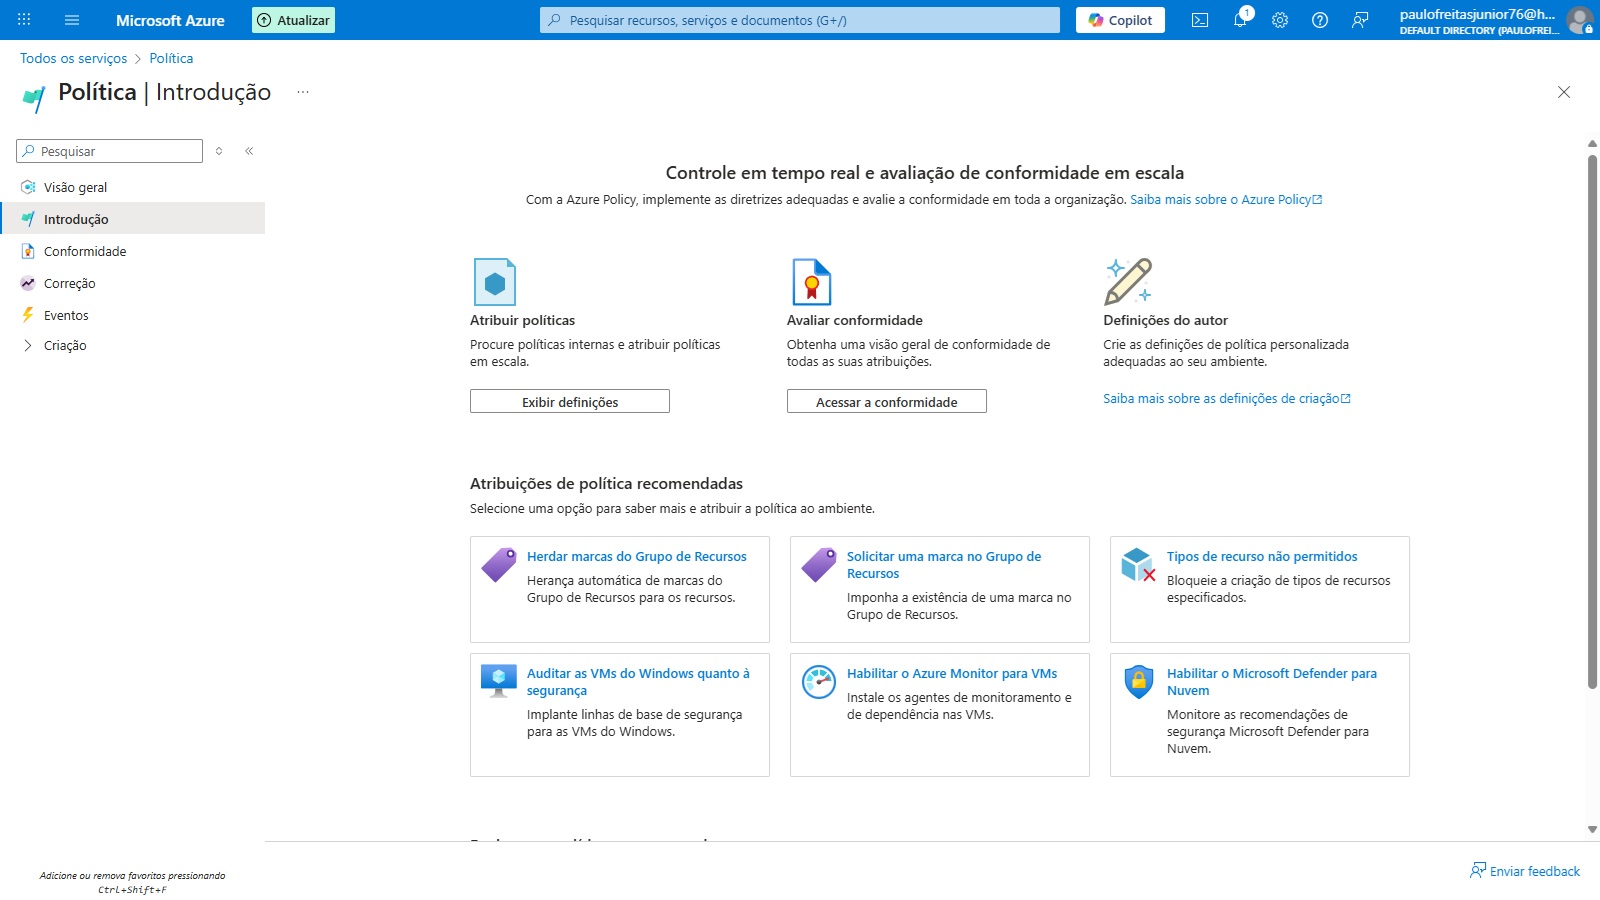 Microsoft Azure
Atualizar
Pesquisar recursos, serviços e documentos (G+/)
Copilot
1
paulofreitasjunior76@h...
DEFAULT DIRECTORY (PAULOFREI...
Todos os serviços > Política
Política | Introdução ...
Pesquisar
Visão geral
Introdução
Conformidade
Correção
Eventos
Criação
Controle em tempo real e avaliação de conformidade em escala
Com a Azure Policy, implemente as diretrizes adequadas e avalie a conformidade em toda a organização. Saiba mais sobre o Azure Policy
Atribuir políticas
Procure políticas internas e atribuir políticas
em escala.
Exibir definições
Avaliar conformidade
Obtenha uma visão geral de conformidade de
todas as suas atribuições.
Acessar a conformidade
Definições do autor
Crie as definições de política personalizada
adequadas ao seu ambiente.
Saiba mais sobre as definições de criação
Atribuições de política recomendadas
Selecione uma opção para saber mais e atribuir a política ao ambiente.
Herdar marcas do Grupo de Recursos
Herança automática de marcas do
Grupo de Recursos para os recursos.
Solicitar uma marca no Grupo de
Recursos
Imponha a existência de uma marca no
Grupo de Recursos.
Tipos de recurso não permitidos
Bloqueie a criação de tipos de recursos
especificados.
Auditar as VMs do Windows quanto à
segurança
Implante linhas de base de segurança
para as VMs do Windows.
Habilitar o Azure Monitor para VMs
Instale os agentes de monitoramento e
de dependência nas VMs.
Habilitar o Microsoft Defender para
Nuvem
Monitore as recomendações de
segurança Microsoft Defender para
Nuvem.
Adicione ou remova favoritos pressionando
Ctrl+Shift+F
Enviar feedback